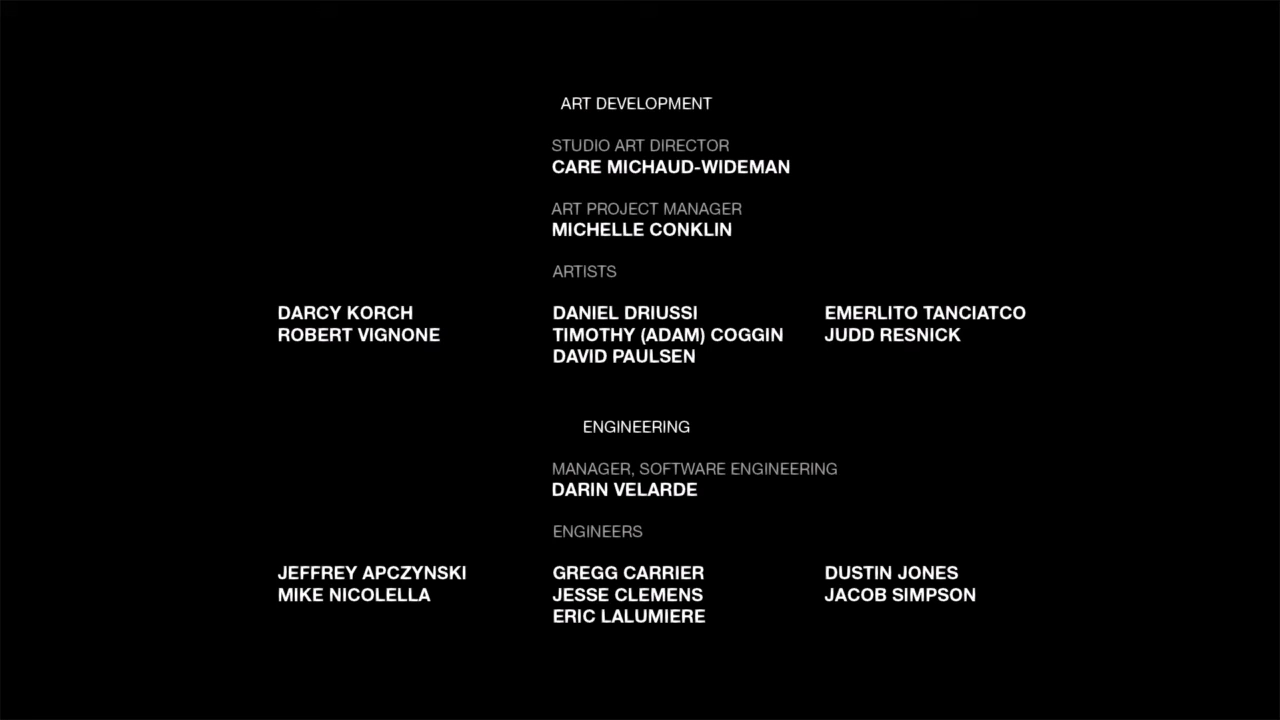 ART DEVELOPMENT
STUDIO ART DIRECTOR
CARE MICHAUD-WIDEMAN
ART PROJECT MANAGER
MICHELLE CONKLIN
ARTISTS
DARCY KORCH DANIEL DRIUSSI EMERLITO TANCIATCO
ROBERT VIGNONE TIMOTHY (ADAM) COGGIN JUDD RESNICK
DAVID PAULSEN
ENGINEERING
MANAGER, SOFTWARE ENGINEERING
DARIN VELARDE
ENGINEERS
JEFFREY APCZYNSKI GREGG CARRIER DUSTIN JONES
MIKE NICOLELLA JESSE CLEMENS JACOB SIMPSON
ERIC LALUMIERE